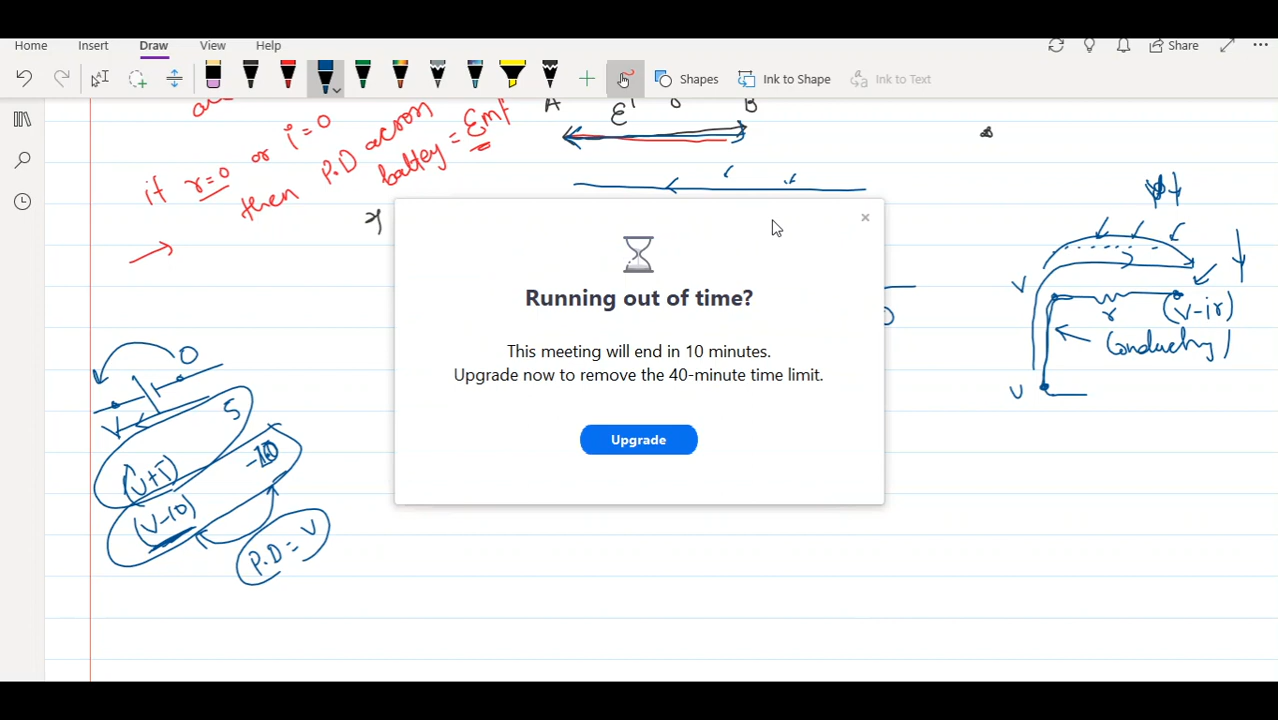 Home Insert Draw View Help
Share
Shapes Ink to Shape Ink to Text
A ε B
if r=0 or i=0
then P.D across
battery = Emf
Running out of time?
This meeting will end in 10 minutes.
Upgrade now to remove the 40-minute time limit.
Upgrade
0
V
5
(V+5)
-10
(V-10)
P.D = V
V
r
(V-ir)
Conducting
V